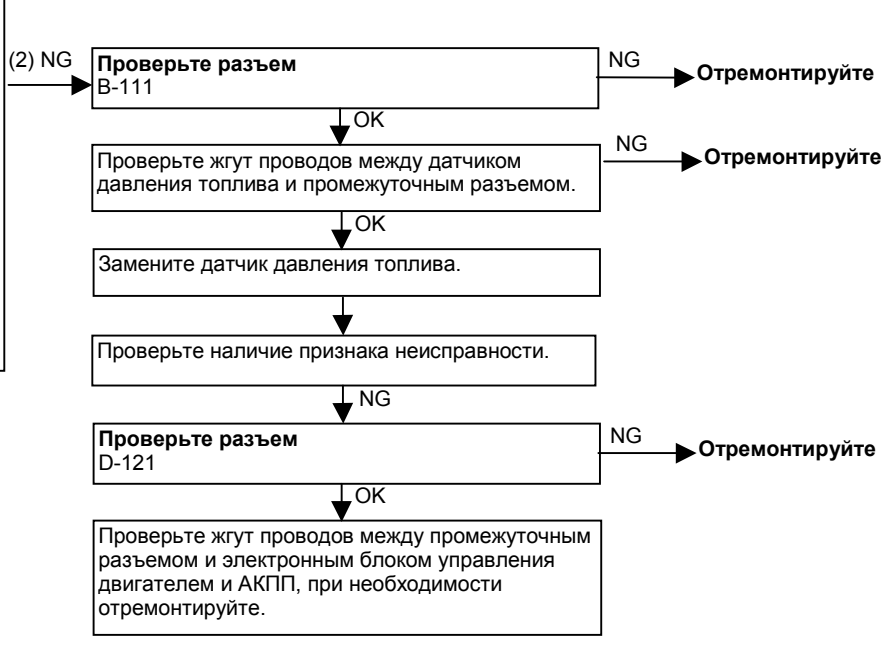 (2) NG
Проверьте разъем
B-111
NG
Отремонтируйте
OK
Проверьте жгут проводов между датчиком
давления топлива и промежуточным разъемом.
NG
Отремонтируйте
OK
Замените датчик давления топлива.
Проверьте наличие признака неисправности.
NG
Проверьте разъем
D-121
NG
Отремонтируйте
OK
Проверьте жгут проводов между промежуточным
разъемом и электронным блоком управления
двигателем и АКПП, при необходимости
отремонтируйте.